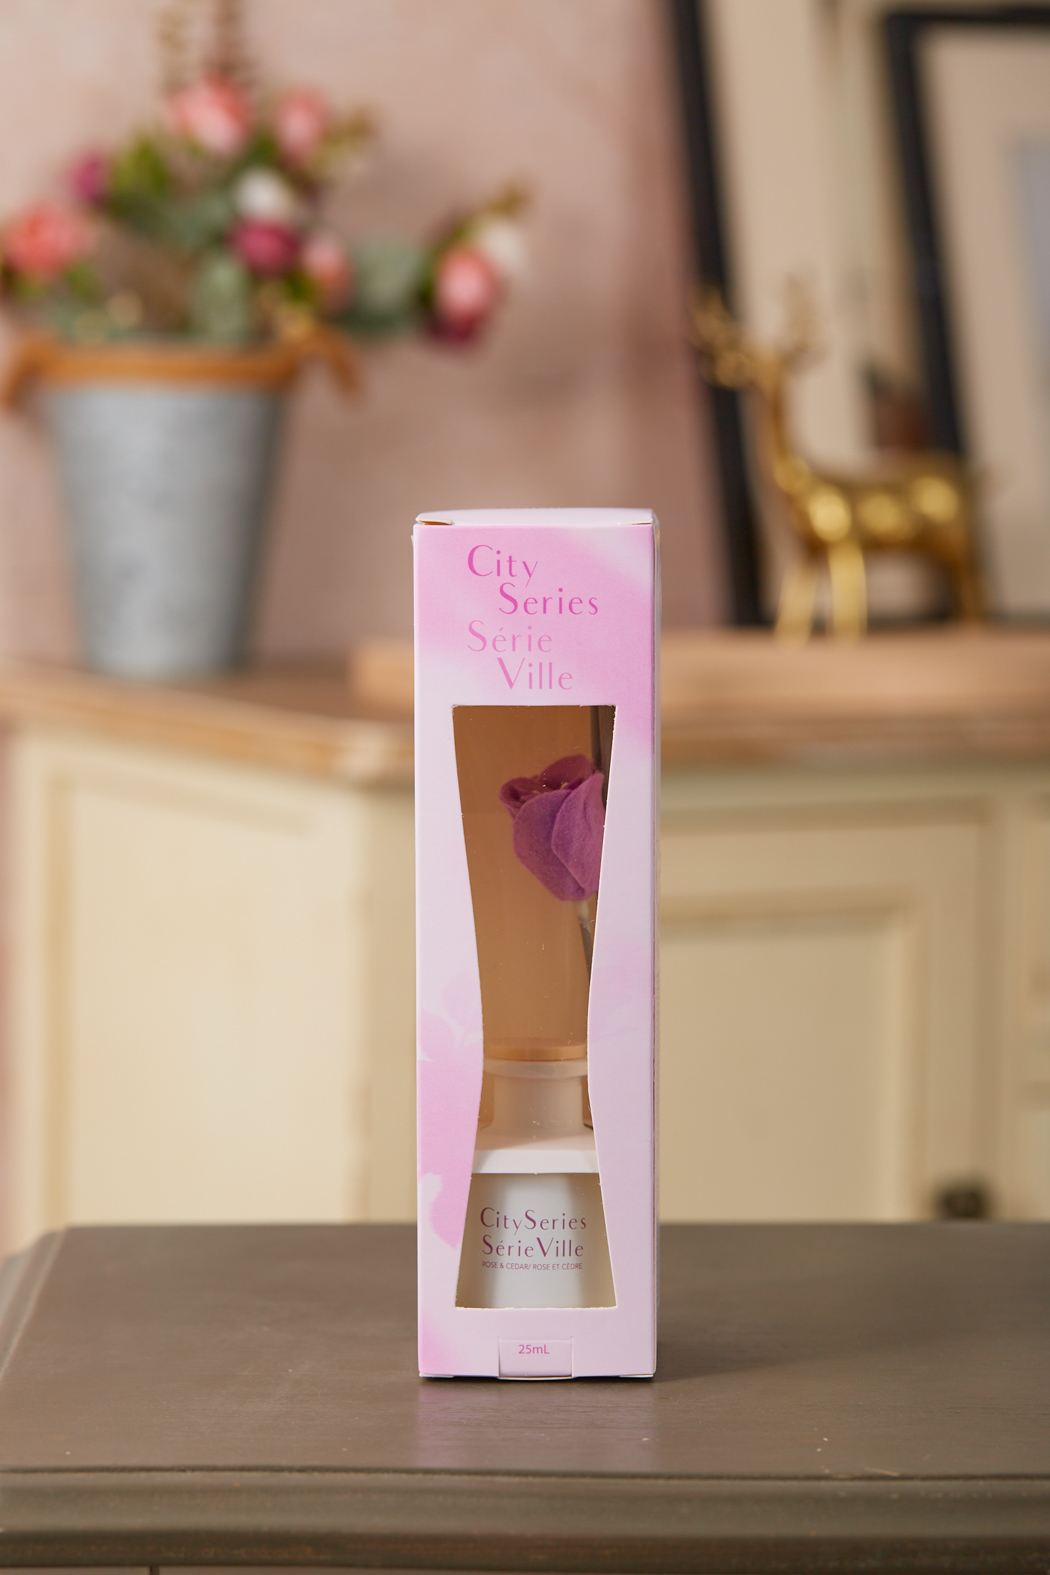 City
Series
Série
Ville
CitySeries
SérieVille
ROSE & CEDAR/ ROSE ET CÈDRE
25mL